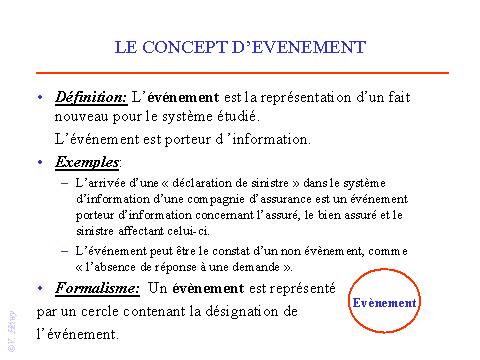 LE CONCEPT D’EVENEMENT
• Définition: L’événement est la représentation d’un fait
nouveau pour le système étudié.
L’événement est porteur d ’information.
• Exemples:
– L’arrivée d’une « déclaration de sinistre » dans le système
d’information d’une compagnie d’assurance est un événement
porteur d’information concernant l’assuré, le bien assuré et le
sinistre affectant celui-ci.
– L’événement peut être le constat d’un non évènement, comme
« l’absence de réponse à une demande ».
• Formalisme: Un évènement est représenté
par un cercle contenant la désignation de
l’événement.
Evènement